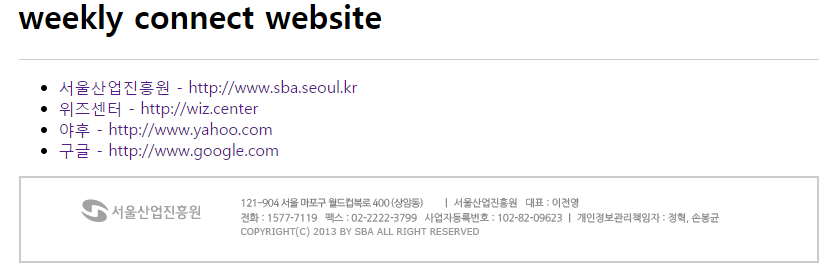 weekly connect website
서울산업진흥원 - http://www.sba.seoul.kr
위즈센터 - http://wiz.center
야후 - http://www.yahoo.com
구글 - http://www.google.com
서울산업진흥원
121-904 서울 마포구 월드컵북로 400 (상암동) | 서울산업진흥원 대표 : 이전영
전화 : 1577-7119 팩스 : 02-2222-3799 사업자등록번호 : 102-82-09623 | 개인정보관리책임자 : 정혁, 손봉균
COPYRIGHT(C) 2013 BY SBA ALL RIGHT RESERVED